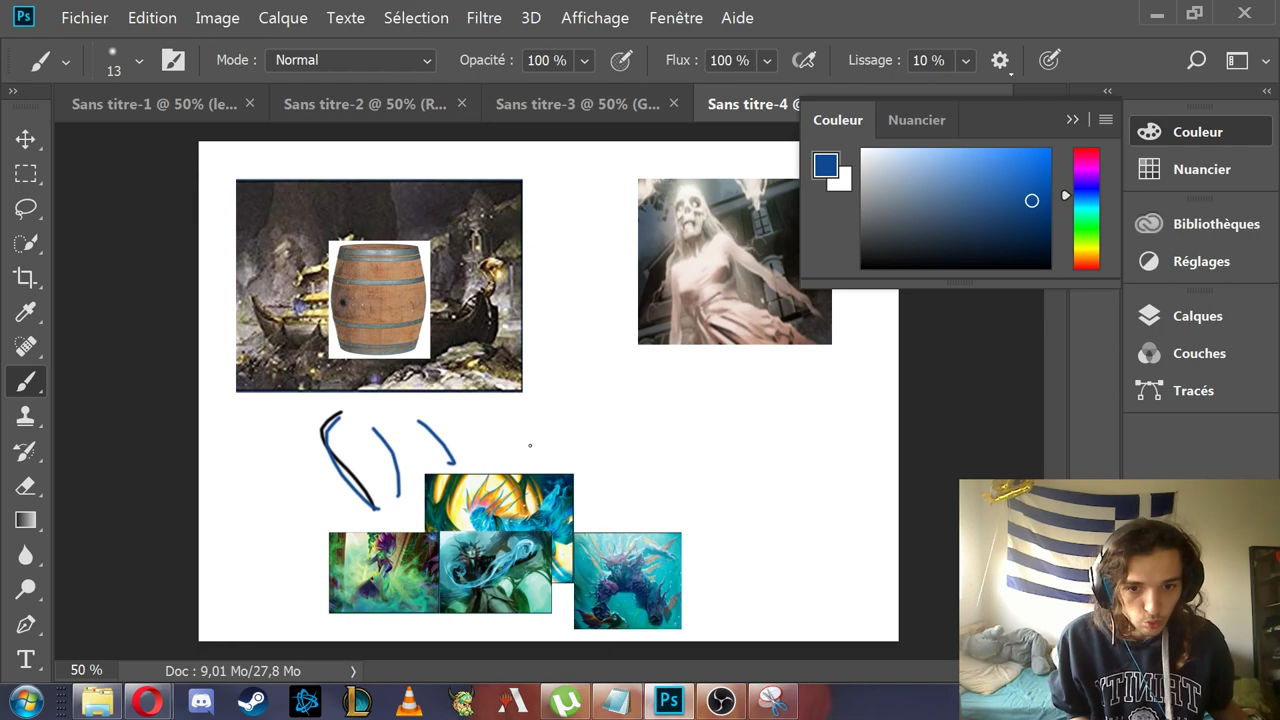 Ps Fichier Edition Image Calque Texte Sélection Filtre 3D Affichage Fenêtre Aide
13 Mode : Normal Opacité : 100 % Flux : 100 % Lissage : 10 %
Sans titre-1 @ 50% (le... Sans titre-2 @ 50% (R... Sans titre-3 @ 50% (G... Sans titre-4 @
Couleur Nuancier
Couleur
Nuancier
Bibliothèques
Réglages
Calques
Couches
Tracés
50 % Doc : 9,01 Mo/27,8 Mo
Ps